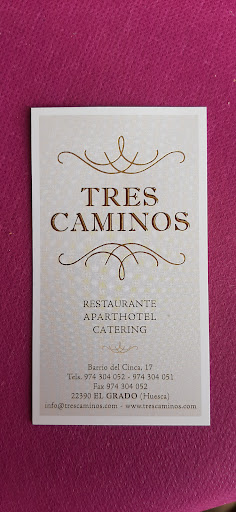 TRES
CAMINOS
RESTAURANTE
APARTHOTEL
CATERING
Barrio del Cinca, 17
Tels. 974 304 052 - 974 304 051
Fax 974 304 052
22390 EL GRADO (Huesca)
info@trescaminos.com - www.trescaminos.com